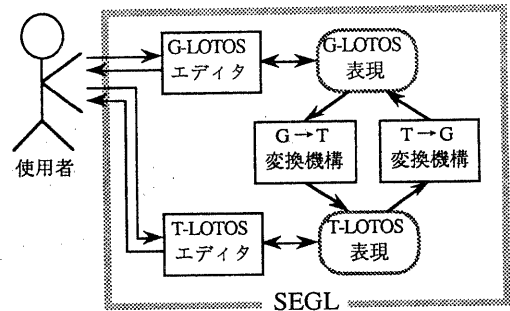 G-LOTOS
エディタ
G-LOTOS
表現
G→T
変換機構
T→G
変換機構
使用者
T-LOTOS
エディタ
T-LOTOS
表現
SEGL